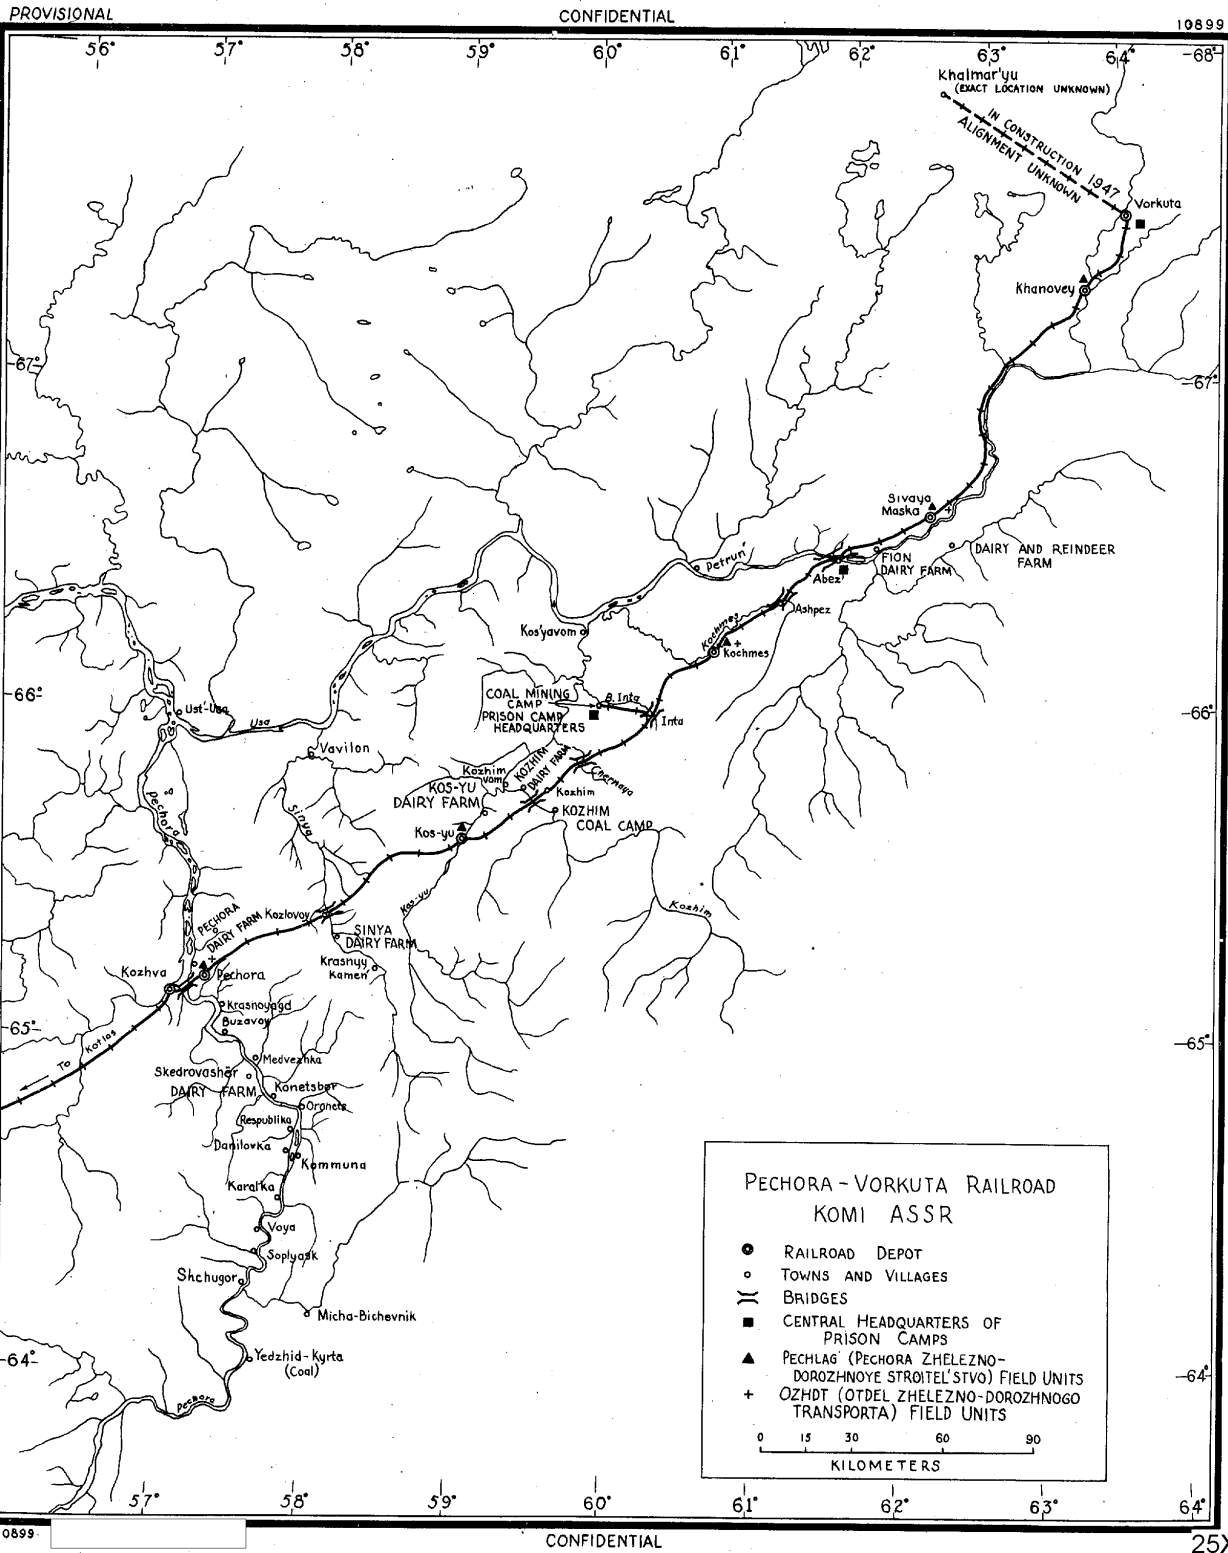 PROVISIONAL
CONFIDENTIAL
10899
56°
57°
58°
59°
60°
61°
62°
63°
64°
-68°
Khalmar'yu
(EXACT LOCATION UNKNOWN)
IN CONSTRUCTION 1947
ALIGNMENT UNKNOWN
Vorkuta
Khanovey
-67°
-67°
Sivaya
Maska
Petrun'
FION
DAIRY FARM
DAIRY AND REINDEER
FARM
Abez'
Ashpez
Kos'yavom
Kochmes
Kochmes
66°
COAL MINING
CAMP
PRISON CAMP
HEADQUARTERS
B. Inta
Inta
-66°
Ust'-Usa
Usa
Vavilon
Kozhim
vom
KOZHIM
DAIRY FARM
Chernaya
KOS-YU
DAIRY FARM
Kozhim
KOZHIM
COAL CAMP
Pechora
Sinya
Kos-yu
Kos-yu
Kozhim
PECHORA
DAIRY FARM
Kozlovoy
SINYA
DAIRY FARM
Krasnyy
Kamen'
Kozhva
Pechora
Krasnoyagd
Buzavoy
-65°
To Kotlas
-65°
Medvezhka
Skedrovashër
DAIRY FARM
Konetsbor
Oranets
Respublika
Danilovka
Kommuna
Karalka
Voya
Soplyask
Shchugor
Micha-Bichevnik
-64°
Yedzhid-Kyrta
(Coal)
-64°
Pechora
PECHORA-VORKUTA RAILROAD
KOMI ASSR
RAILROAD DEPOT
TOWNS AND VILLAGES
BRIDGES
CENTRAL HEADQUARTERS OF
PRISON CAMPS
PECHLAG (PECHORA ZHELEZNO-
DOROZHNOYE STROITEL'STVO) FIELD UNITS
OZHDT (OTDEL ZHELEZNO-DOROZHNOGO
TRANSPORTA) FIELD UNITS
0 15 30 60 90
KILOMETERS
57°
58°
59°
60°
61°
62°
63°
64°
0899
CONFIDENTIAL
25X